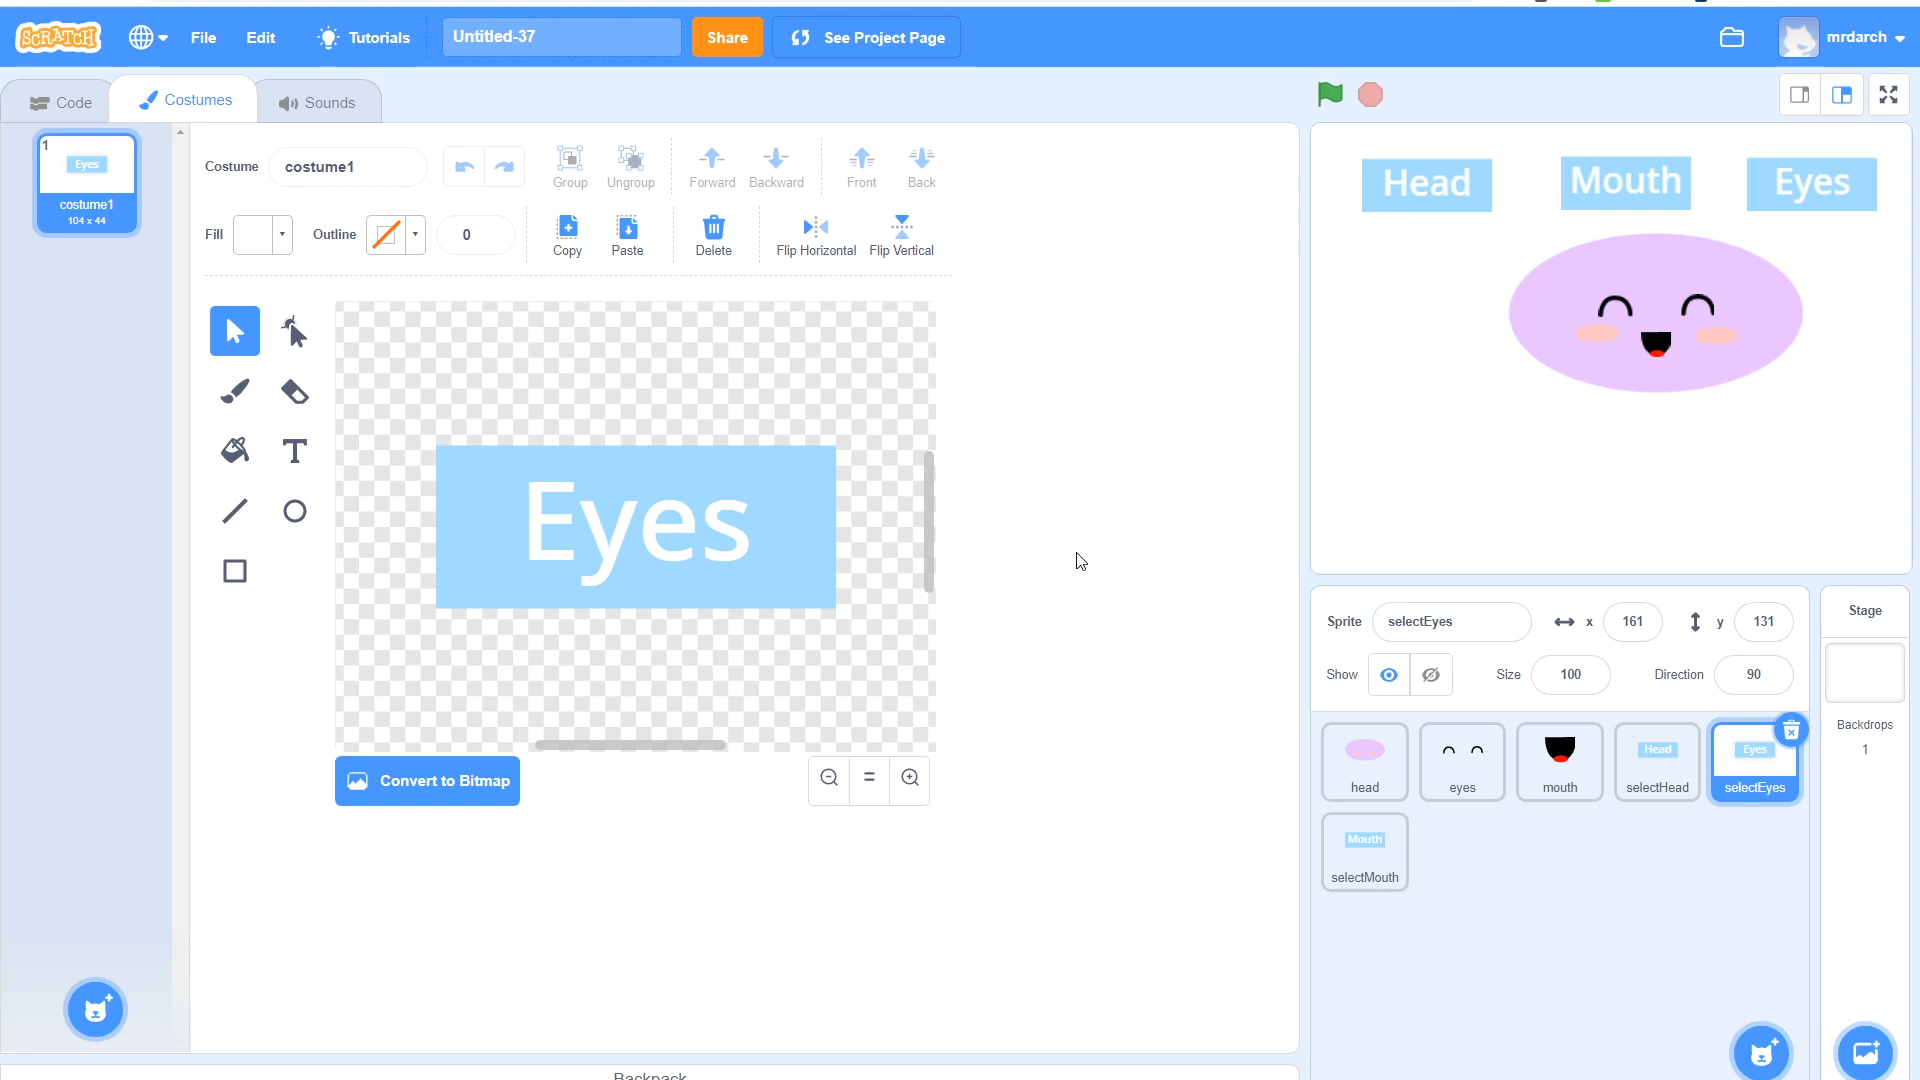 SCRATCH File Edit Tutorials Untitled-37 Share See Project Page mrdarch
Code Costumes Sounds
1
Eyes
costume1
104 x 44
Costume costume1 Group Ungroup Forward Backward Front Back
Fill Outline 0 Copy Paste Delete Flip Horizontal Flip Vertical
Eyes
Convert to Bitmap
Head Mouth Eyes
Sprite selectEyes x 161 y 131
Show Size 100 Direction 90
head eyes mouth
Head
selectHead
Eyes
selectEyes
Mouth
selectMouth
Stage
Backdrops
1
Backpack